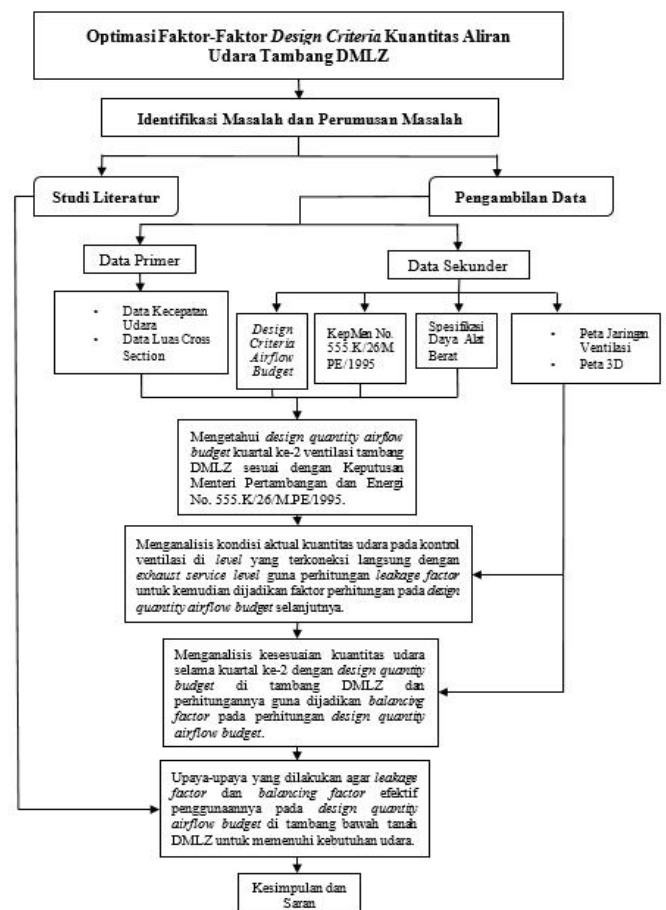 Optimasi Faktor-Faktor Design Criteria Kuantitas Aliran
Udara Tambang DMLZ
Identifikasi Masalah dan Perumusan Masalah
Studi Literatur
Pengambilan Data
Data Primer
Data Sekunder
• Data Kecepatan
Udara
• Data Luas Cross
Section
Design
Criteria
Airflow
Budget
KepMen No.
555.K/26/M.
PE/1995
Spesifikasi
Daya Alat
Berat
• Peta Jaringan
Ventilasi
• Peta 3D
Mengetahui design quantity airflow
budget kuartal ke-2 ventilasi tambang
DMLZ sesuai dengan Keputusan
Menteri Pertambangan dan Energi
No. 555.K/26/M.PE/1995.
Menganalisis kondisi aktual kuantitas udara pada kontrol
ventilasi di level yang terkoneksi langsung dengan
exhaust service level guna perhitungan leakage factor
untuk kemudian dijadikan faktor perhitungan pada design
quantity airflow budget selanjutnya.
Menganalisis kesesuaian kuantitas udara
selama kuartal ke-2 dengan design quantity
budget di tambang DMLZ dan
perhitungannya guna dijadikan balancing
factor pada perhitungan design quantity
airflow budget.
Upaya-upaya yang dilakukan agar leakage
factor dan balancing factor efektif
penggunaannya pada design quantity
airflow budget di tambang bawah tanah
DMLZ untuk memenuhi kebutuhan udara.
Kesimpulan dan
Saran